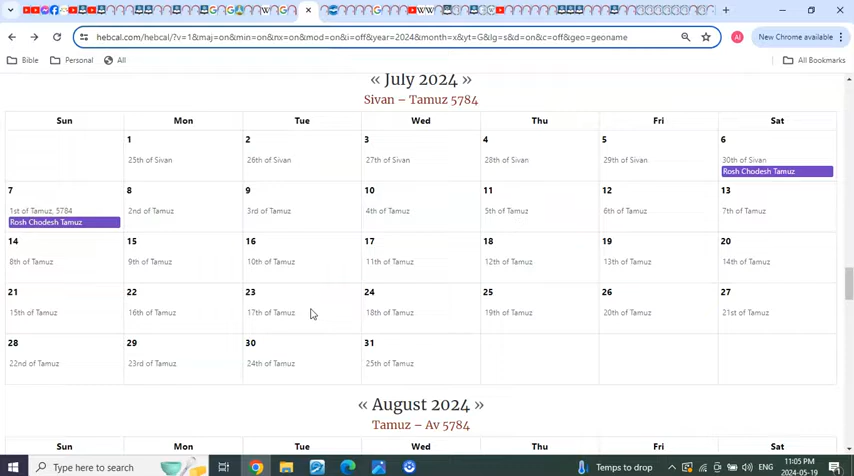 hebcal.com/hebcal/?v=1&maj=on&min=on&nx=on&mod=on&i=off&year=2024&month=x&yt=G&lg=s&d=on&c=off&geo=geoname
AI
New Chrome available
Bible
Personal
All
All Bookmarks
« July 2024 »
Sivan – Tamuz 5784
Sun Mon Tue Wed Thu Fri Sat
1 2 3 4 5 6
25th of Sivan 26th of Sivan 27th of Sivan 28th of Sivan 29th of Sivan 30th of Sivan
Rosh Chodesh Tamuz
7 8 9 10 11 12 13
1st of Tamuz, 5784 2nd of Tamuz 3rd of Tamuz 4th of Tamuz 5th of Tamuz 6th of Tamuz 7th of Tamuz
Rosh Chodesh Tamuz
14 15 16 17 18 19 20
8th of Tamuz 9th of Tamuz 10th of Tamuz 11th of Tamuz 12th of Tamuz 13th of Tamuz 14th of Tamuz
21 22 23 24 25 26 27
15th of Tamuz 16th of Tamuz 17th of Tamuz 18th of Tamuz 19th of Tamuz 20th of Tamuz 21st of Tamuz
28 29 30 31
22nd of Tamuz 23rd of Tamuz 24th of Tamuz 25th of Tamuz
« August 2024 »
Tamuz – Av 5784
Sun Mon Tue Wed Thu Fri Sat
Type here to search
Temps to drop
ENG
11:05 PM
2024-05-19